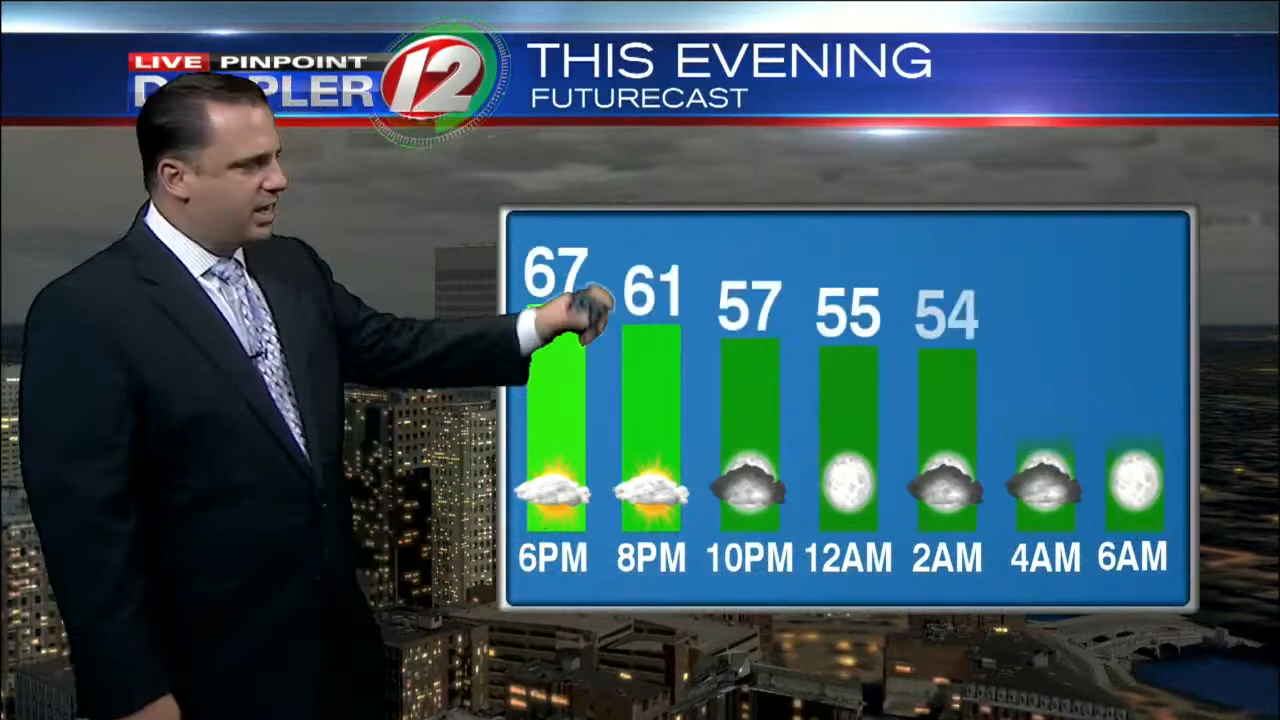 LIVE PINPOINT
12
THIS EVENING
FUTURECAST
67 61 57 55 54
6PM 8PM 10PM 12AM 2AM 4AM 6AM